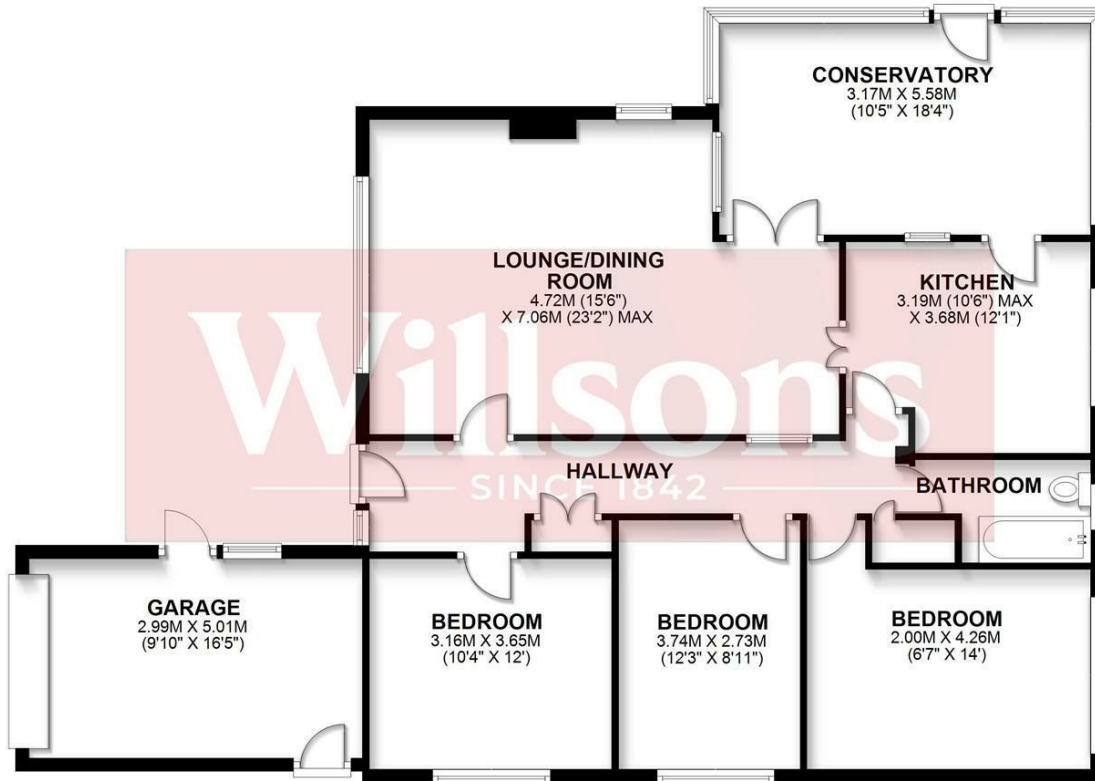 CONSERVATORY
3.17M X 5.58M
(10'5" X 18'4")
LOUNGE/DINING
ROOM
4.72M (15'6")
X 7.06M (23'2") MAX
KITCHEN
3.19M (10'6") MAX
X 3.68M (12'1")
Willsons
SINCE 1842
HALLWAY
BATHROOM
GARAGE
2.99M X 5.01M
(9'10" X 16'5")
BEDROOM
3.16M X 3.65M
(10'4" X 12')
BEDROOM
3.74M X 2.73M
(12'3" X 8'11")
BEDROOM
2.00M X 4.26M
(6'7" X 14')